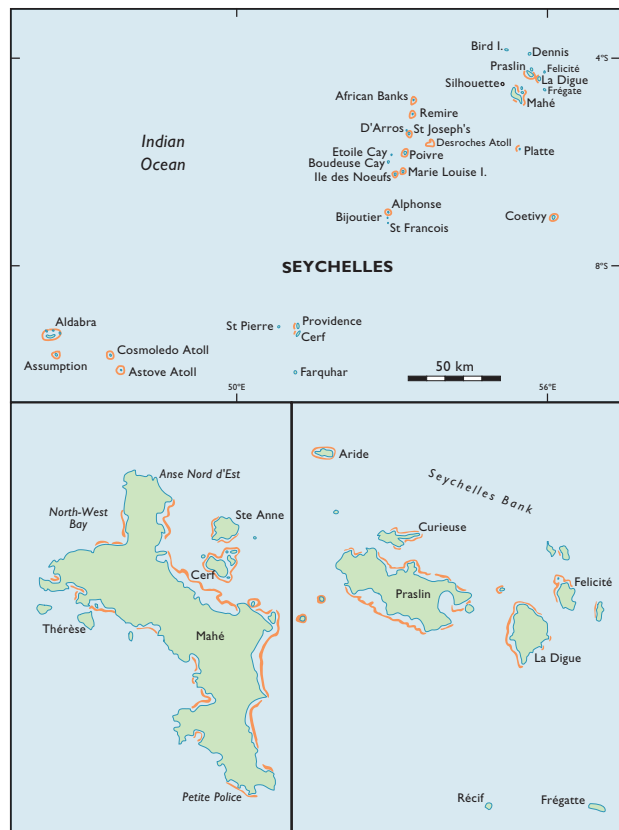 Bird I.
Dennis
4°S
Praslin
Felicité
La Digue
Silhouette
Frégate
Mahé
African Banks
Remire
D'Arros
St Joseph's
Indian
Ocean
Desroches Atoll
Platte
Etoile Cay
Poivre
Boudeuse Cay
Ile des Noeufs
Marie Louise I.
Alphonse
Bijoutier
St Francois
Coetivy
SEYCHELLES
8°S
Aldabra
St Pierre
Providence
Cerf
Assumption
Cosmoledo Atoll
Astove Atoll
Farquhar
50 km
50°E
56°E
Anse Nord d'Est
North-West
Bay
Ste Anne
Cerf
Thérèse
Mahé
Petite Police
Aride
Seychelles Bank
Curieuse
Praslin
Felicité
La Digue
Récif
Frégatte